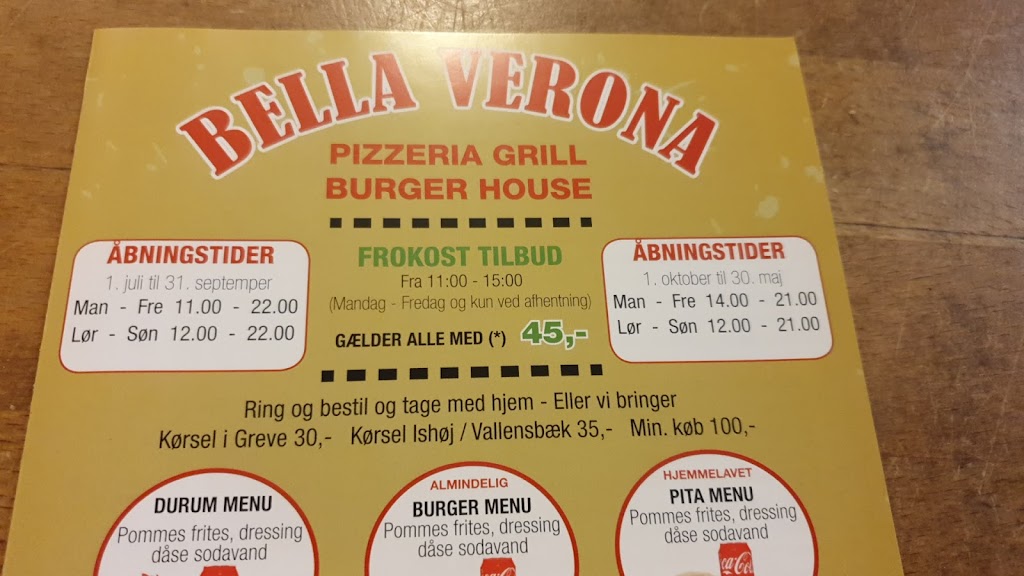 BELLA VERONA
PIZZERIA GRILL
BURGER HOUSE
ÅBNINGSTIDER
1. juli til 31. septemper
Man - Fre 11.00 - 22.00
Lør - Søn 12.00 - 22.00
FROKOST TILBUD
Fra 11:00 - 15:00
(Mandag - Fredag og kun ved afhentning)
GÆLDER ALLE MED (*) 45,-
ÅBNINGSTIDER
1. oktober til 30. maj
Man - Fre 14.00 - 21.00
Lør - Søn 12.00 - 21.00
Ring og bestil og tage med hjem - Eller vi bringer
Kørsel i Greve 30,- Kørsel Ishøj / Vallensbæk 35,- Min. køb 100,-
DURUM MENU
Pommes frites, dressing
dåse sodavand
ALMINDELIG
BURGER MENU
Pommes frites, dressing
dåse sodavand
HJEMMELAVET
PITA MENU
Pommes frites, dressing
dåse sodavand